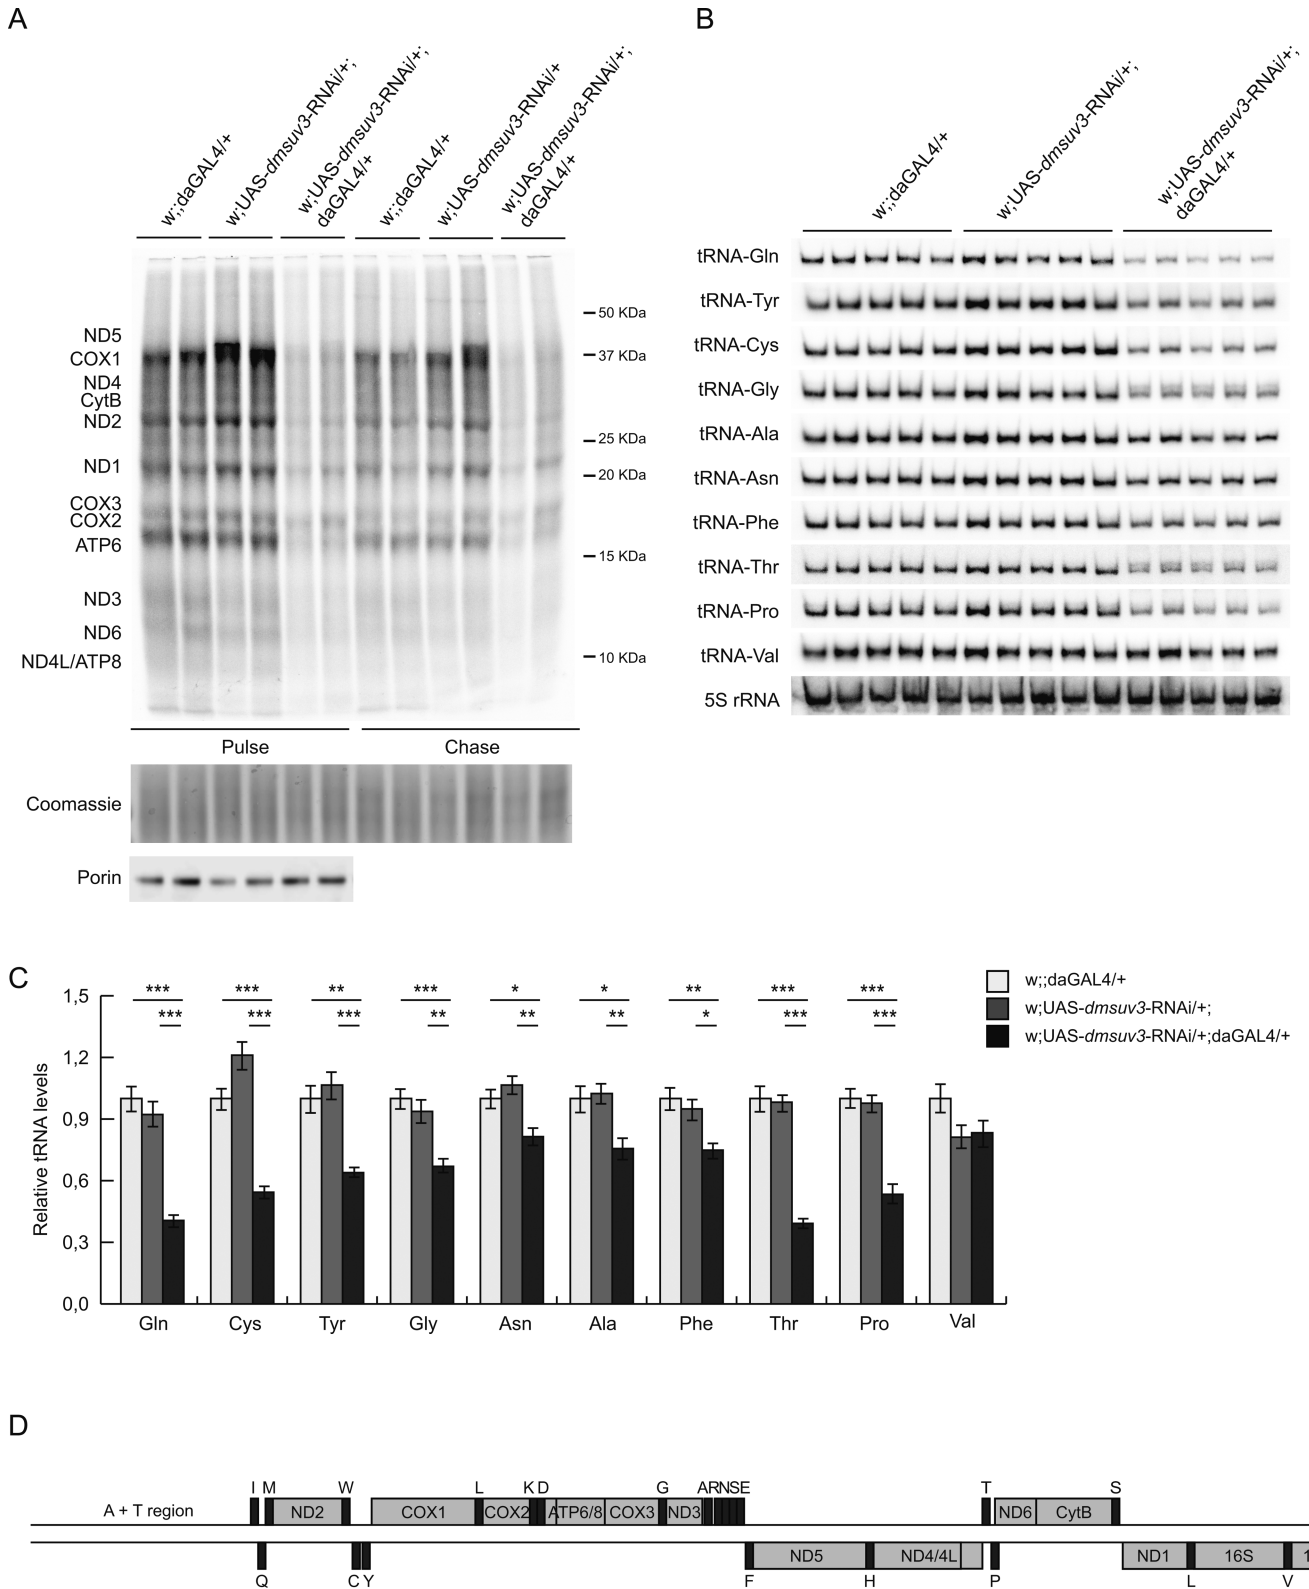 A
w;;daGAL4/+
w;UAS-dmsuv3-RNAi/+;
w;UAS-dmsuv3-RNAi/+;
daGAL4/+
w;;daGAL4/+
w;UAS-dmsuv3-RNAi/+
w;UAS-dmsuv3-RNAi/+;
daGAL4/+
50 KDa
37 KDa
25 KDa
20 KDa
15 KDa
10 KDa
ND5
COX1
ND4
CytB
ND2
ND1
COX3
COX2
ATP6
ND3
ND6
ND4L/ATP8
Pulse
Chase
Coomassie
Porin
B
w;;daGAL4/+
w;UAS-dmsuv3-RNAi/+;
w;UAS-dmsuv3-RNAi/+;
daGAL4/+
tRNA-Gln
tRNA-Tyr
tRNA-Cys
tRNA-Gly
tRNA-Ala
tRNA-Asn
tRNA-Phe
tRNA-Thr
tRNA-Pro
tRNA-Val
5S rRNA
C
Relative tRNA levels
1,5
1,2
0,9
0,6
0,3
0,0
*** *** ** *** * * ** *** ***
*** *** *** ** ** ** * *** ***
Gln Cys Tyr Gly Asn Ala Phe Thr Pro Val
w;;daGAL4/+
w;UAS-dmsuv3-RNAi/+;
w;UAS-dmsuv3-RNAi/+;daGAL4/+
D
I M W L K D G A R N S E T S
A + T region ND2 COX1 COX2 ATP6/8 COX3 ND3 ND6 CytB
ND5 ND4/4L ND1 16S 1
Q C Y F H P L V